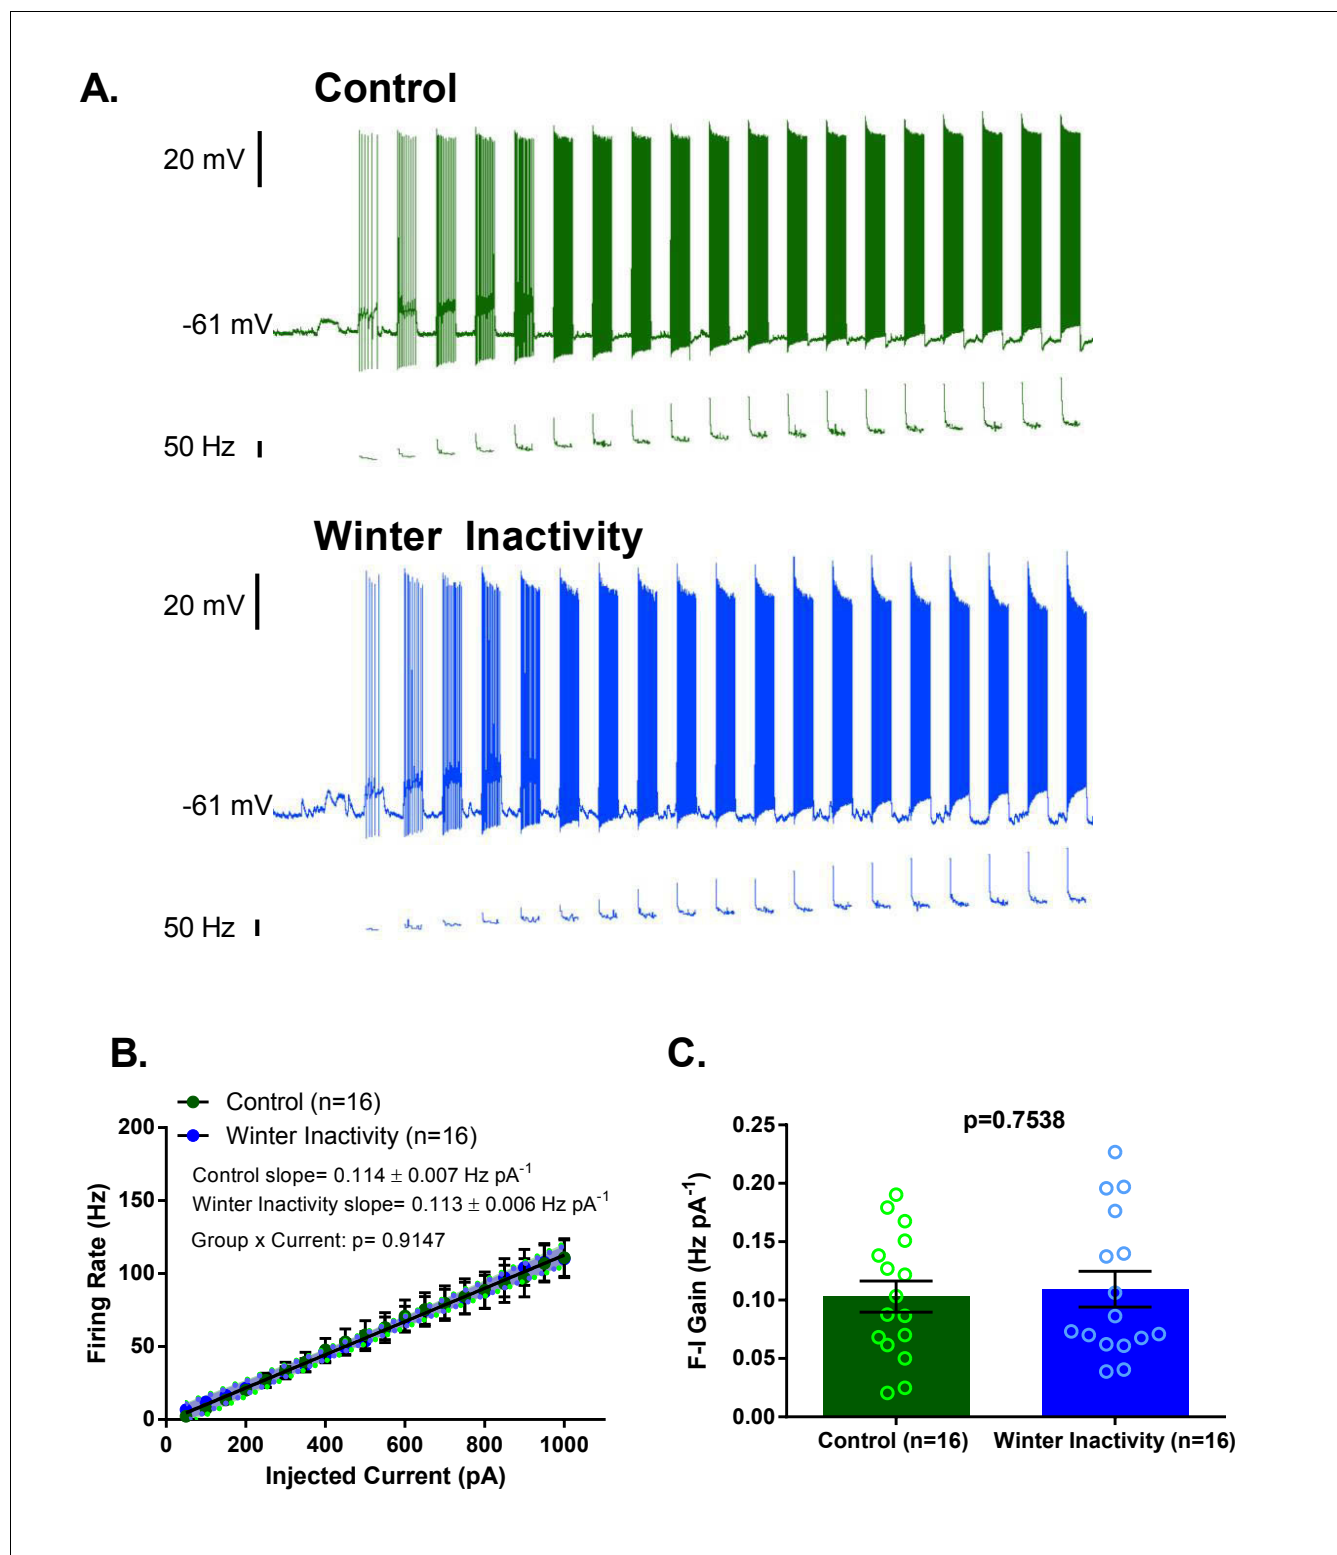 A.
Control
20 mV
-61 mV
50 Hz
Winter Inactivity
20 mV
-61 mV
50 Hz
B.
Control (n=16)
Winter Inactivity (n=16)
Control slope= 0.114 ± 0.007 Hz pA⁻¹
Winter Inactivity slope= 0.113 ± 0.006 Hz pA⁻¹
Group x Current: p= 0.9147
Firing Rate (Hz)
200
150
100
50
0
0 200 400 600 800 1000
Injected Current (pA)
C.
p=0.7538
F-I Gain (Hz pA⁻¹)
0.25
0.20
0.15
0.10
0.05
0.00
Control (n=16) Winter Inactivity (n=16)